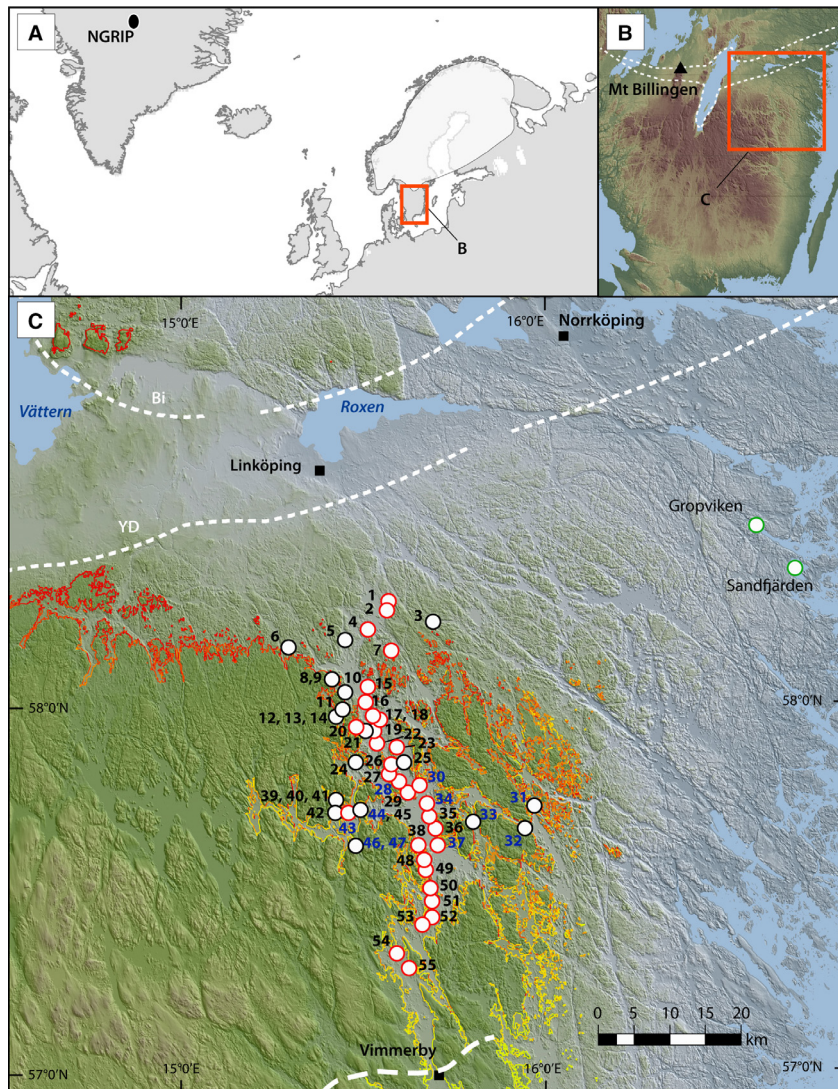 A
NGRIP
B
B
Mt Billingen
C
C
15°0'E
16°0'E
Norrköping
Bi
Vättern
Roxen
Linköping
YD
Gropviken
Sandfjärden
1
2
3
4
5
6
7
8,9
10
15
58°0'N
58°0'N
11
16
12, 13, 14
17, 18
20
19
22
21
23
24
26
25
27
30
28
39, 40, 41
29
34
31
42
44, 45
35
33
43
38
36
32
46, 47
37
48
49
50
51
53
52
54
55
0
10
20
km
Vimmerby
57°0'N
57°0'N
15°0'E
16°0'E